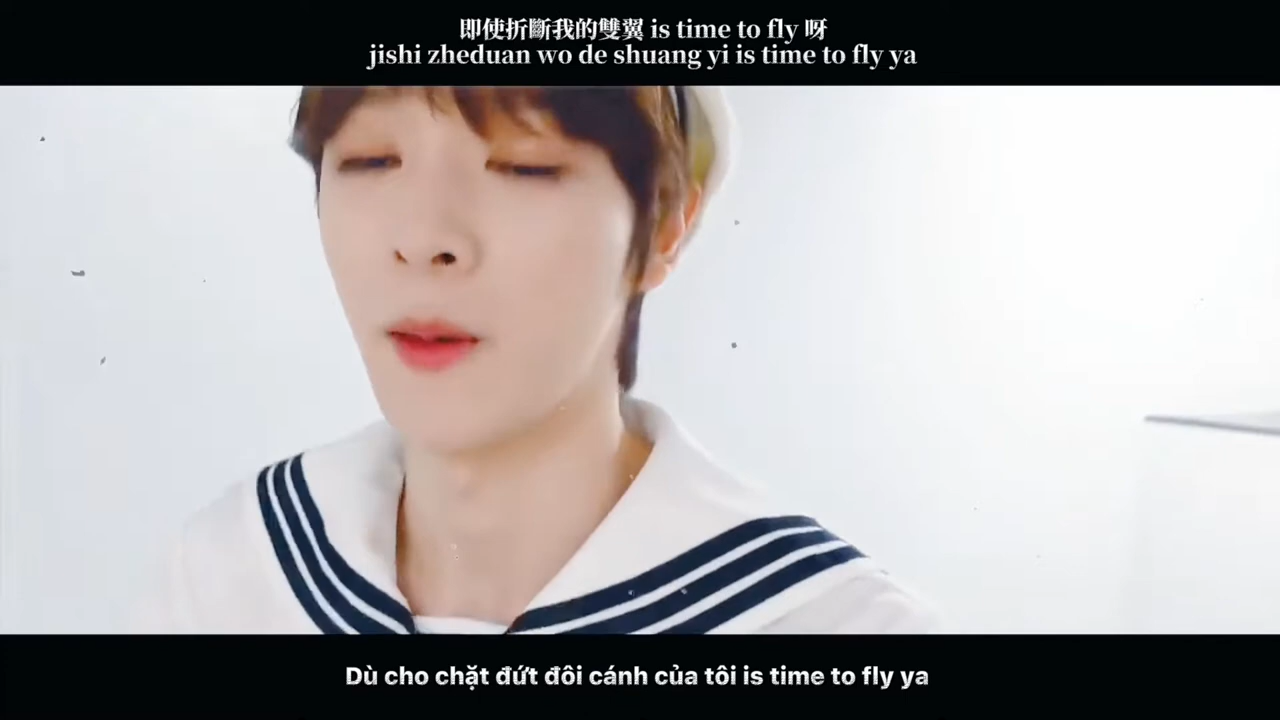 即使折斷我的雙翼 is time to fly 呀
jishi zheduan wo de shuang yi is time to fly ya
Dù cho chặt đứt đôi cánh của tôi is time to fly ya